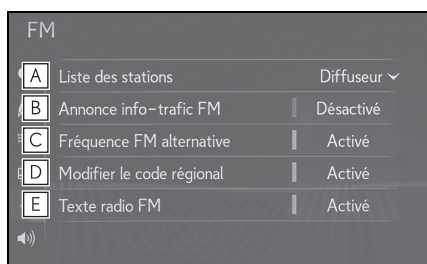 FM
A Liste des stations Diffuseur
B Annonce info-trafic FM Désactivé
C Fréquence FM alternative Activé
D Modifier le code régional Activé
E Texte radio FM Activé